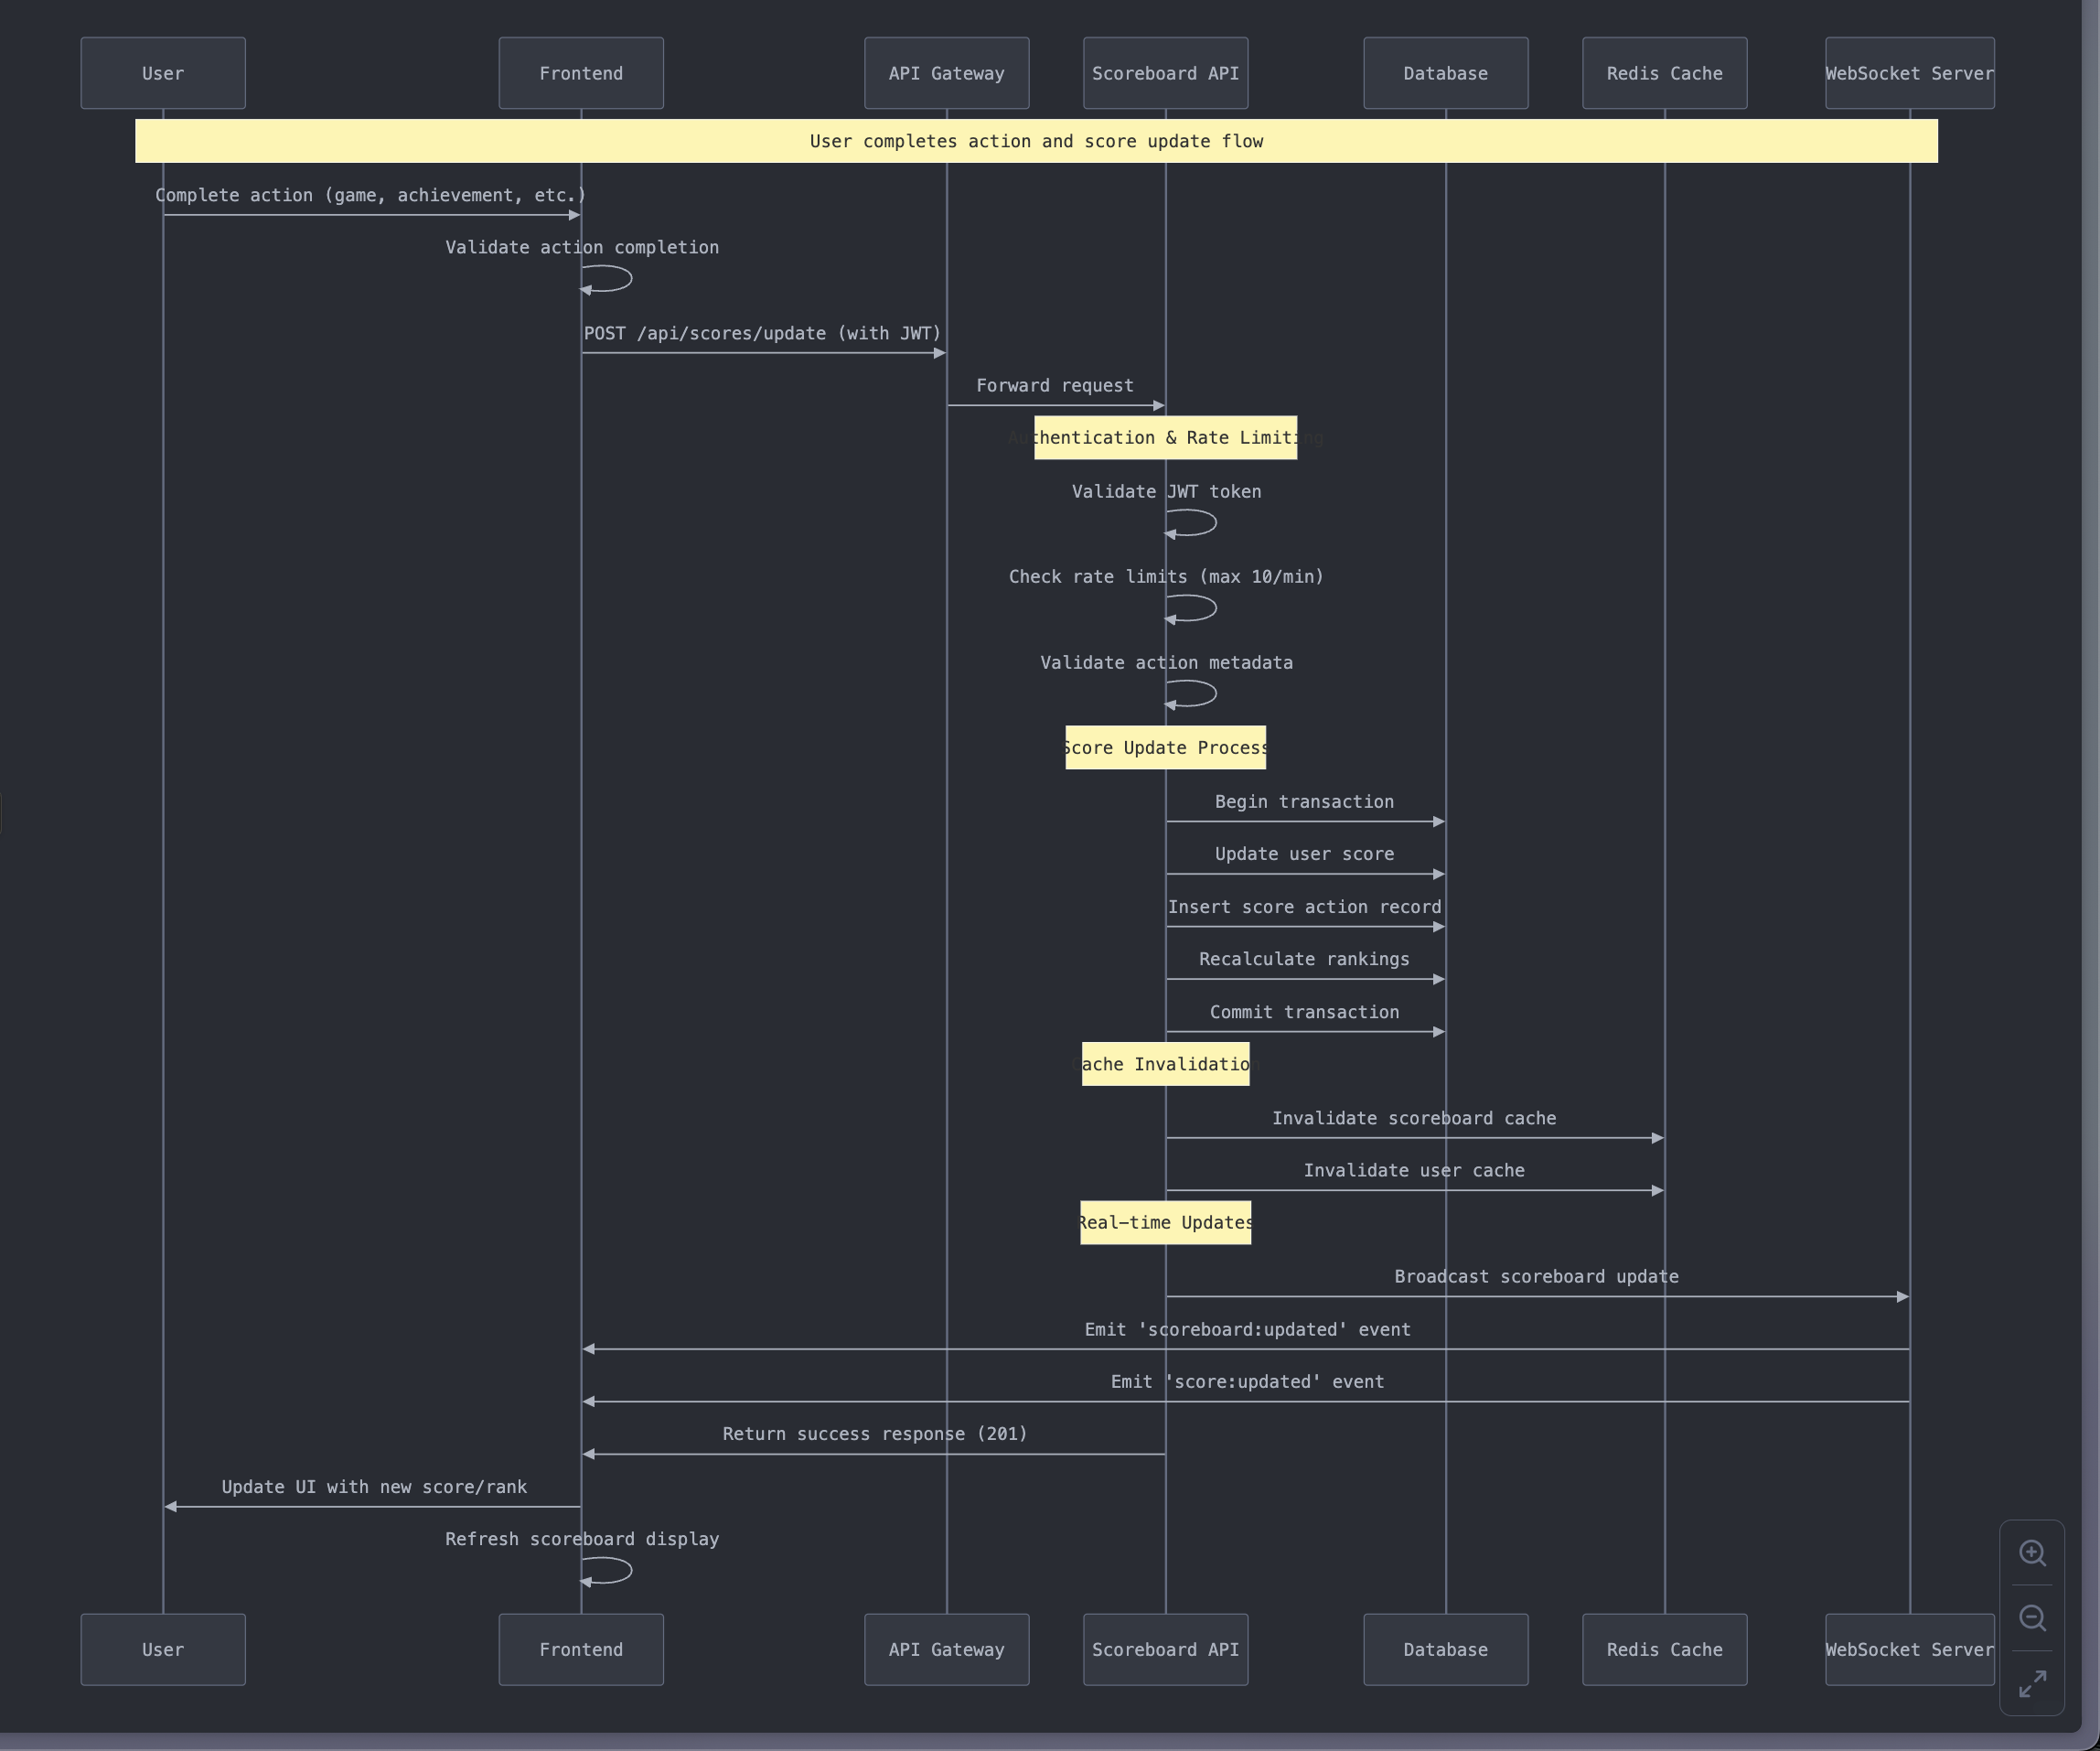 User
Frontend
API Gateway
Scoreboard API
Database
Redis Cache
WebSocket Server
User completes action and score update flow
Complete action (game, achievement, etc.)
Validate action completion
POST /api/scores/update (with JWT)
Forward request
Authentication & Rate Limiting
Validate JWT token
Check rate limits (max 10/min)
Validate action metadata
Score Update Process
Begin transaction
Update user score
Insert score action record
Recalculate rankings
Commit transaction
Cache Invalidation
Invalidate scoreboard cache
Invalidate user cache
Real-time Updates
Broadcast scoreboard update
Emit 'scoreboard:updated' event
Emit 'score:updated' event
Return success response (201)
Update UI with new score/rank
Refresh scoreboard display
User
Frontend
API Gateway
Scoreboard API
Database
Redis Cache
WebSocket Server